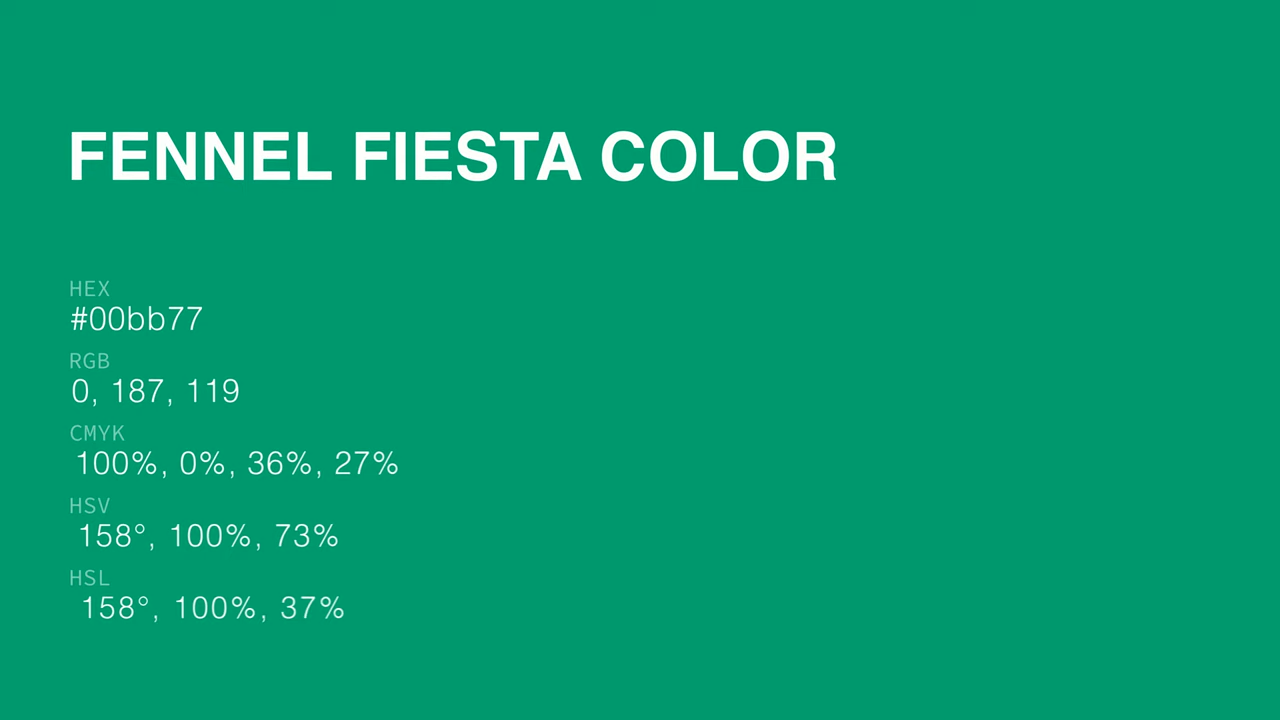 FENNEL FIESTA COLOR
HEX
#00bb77
RGB
0, 187, 119
CMYK
100%, 0%, 36%, 27%
HSV
158°, 100%, 73%
HSL
158°, 100%, 37%